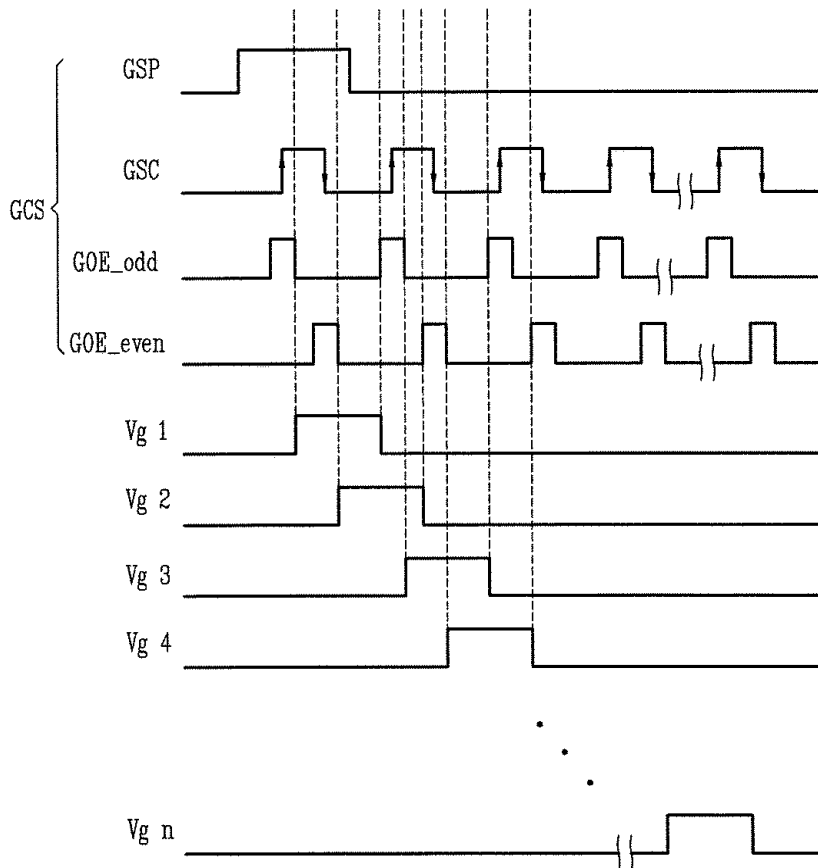 GSP
GSC
GCS
GOE_odd
GOE_even
Vg 1
Vg 2
Vg 3
Vg 4
Vg n